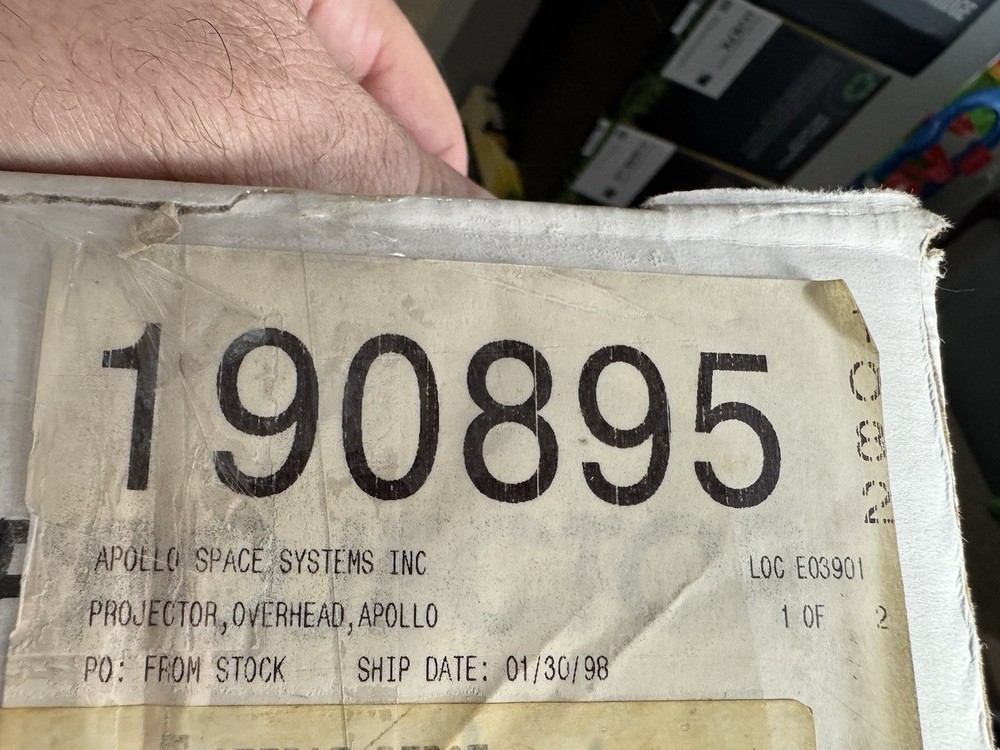 190895
APOLLO SPACE SYSTEMS INC
LOC E03901
PROJECTOR,OVERHEAD,APOLLO
1 OF 2
PO: FROM STOCK SHIP DATE: 01/30/98